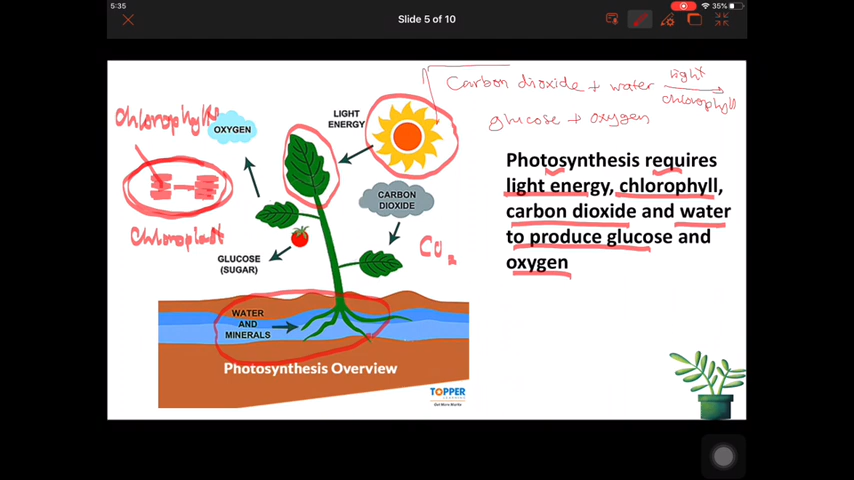 5:35
Slide 5 of 10
35%
Carbon dioxide + water light
chlorophyll
glucose + oxygen
chlorophyll
OXYGEN
LIGHT
ENERGY
CARBON
DIOXIDE
Chloroplast
CO2
GLUCOSE
(SUGAR)
WATER
AND
MINERALS
Photosynthesis Overview
TOPPER
Photosynthesis requires
light energy, chlorophyll,
carbon dioxide and water
to produce glucose and
oxygen